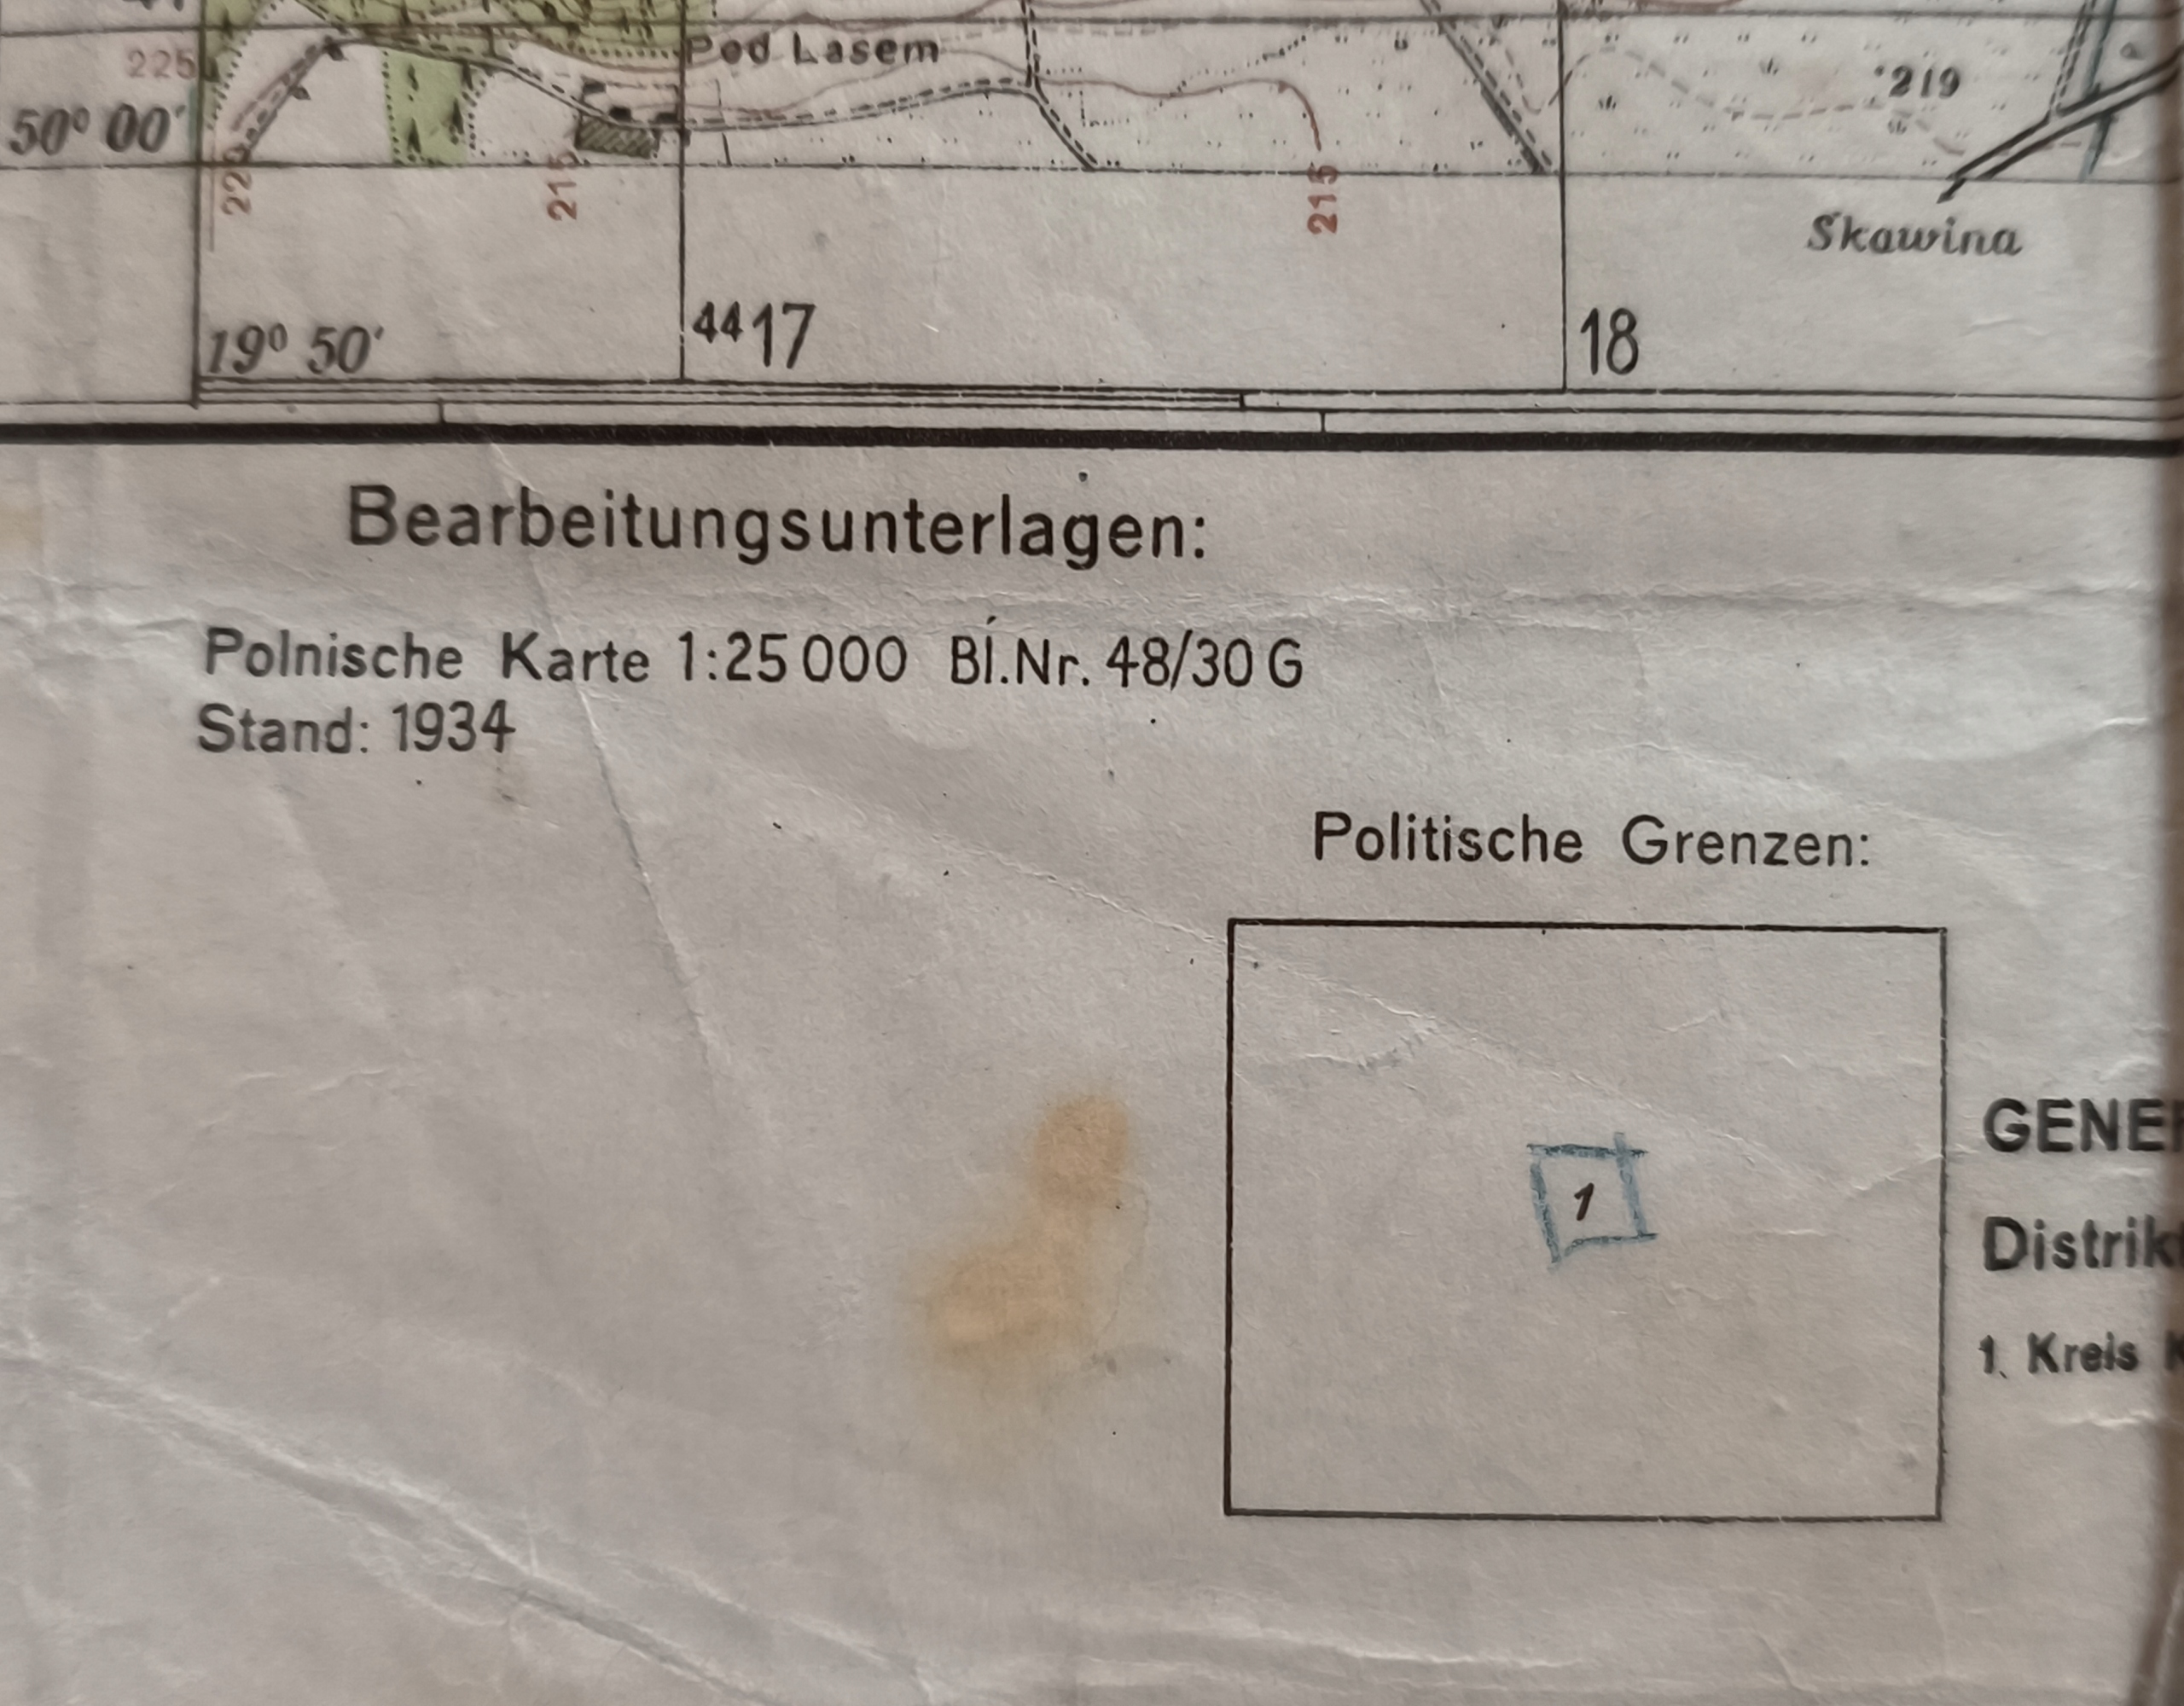 Pod Lasem
225
219
50° 00′
220
215
215
Skawina
19° 50′
4417
18
Bearbeitungsunterlagen:
Polnische Karte 1:25 000 Bl.Nr. 48/30 G
Stand: 1934
Politische Grenzen:
1
GENE
Distrik
1. Kreis